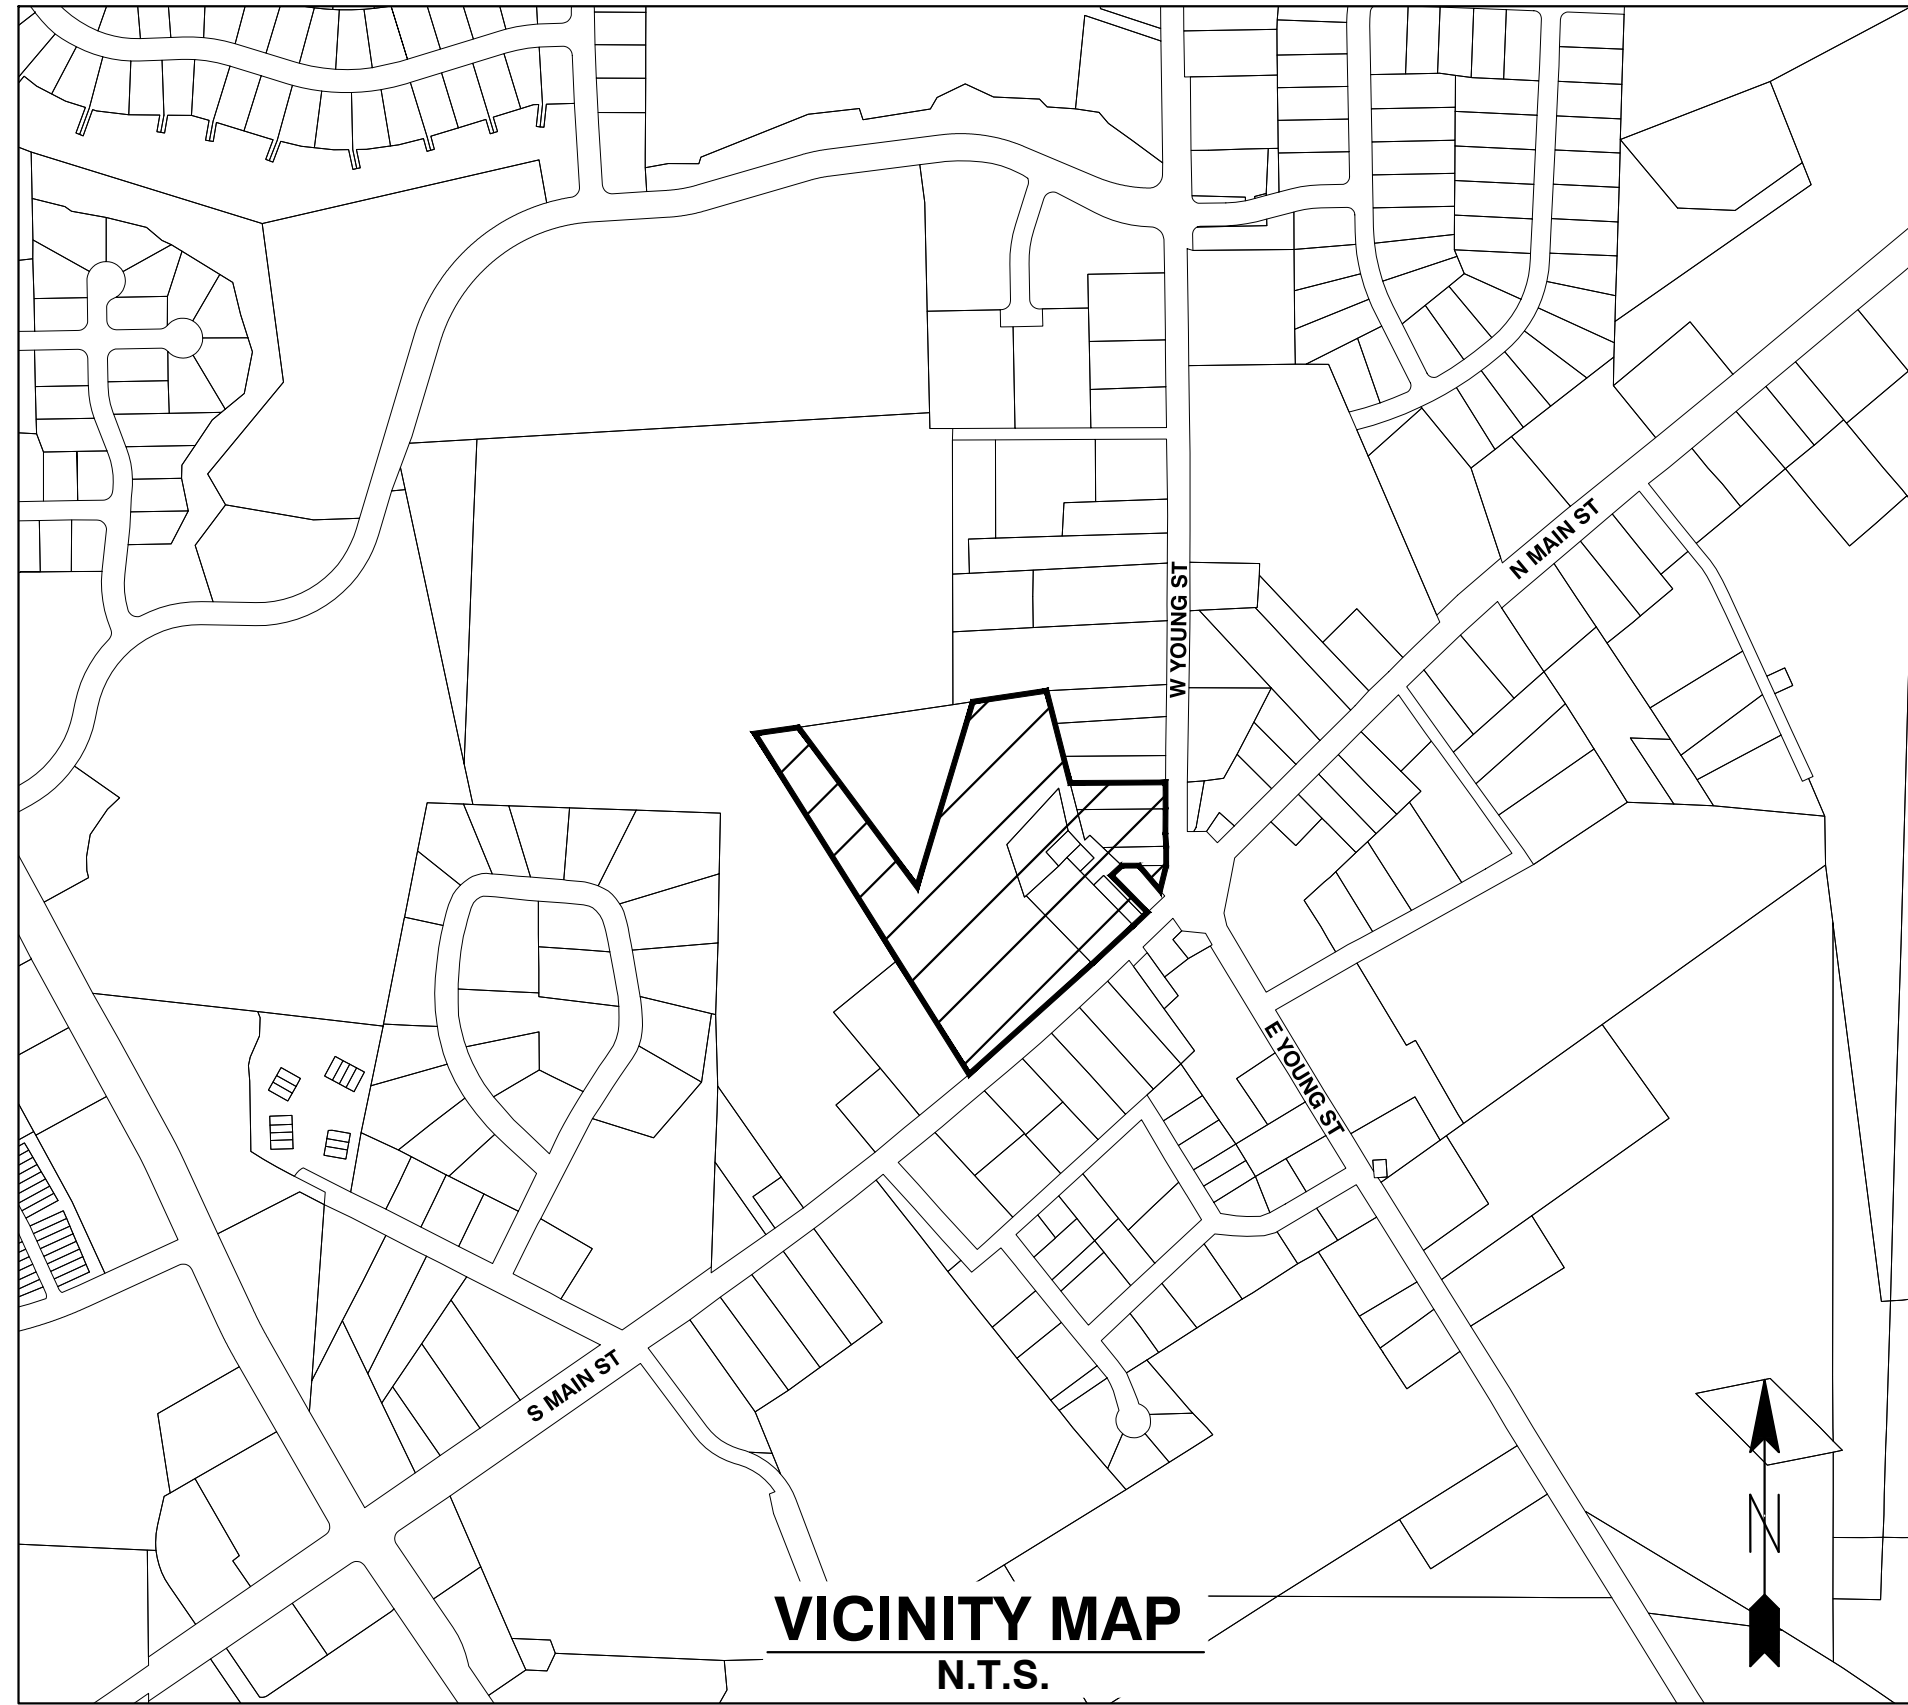 N MAIN ST
W YOUNG ST
E YOUNG ST
S MAIN ST
N
VICINITY MAP
N.T.S.